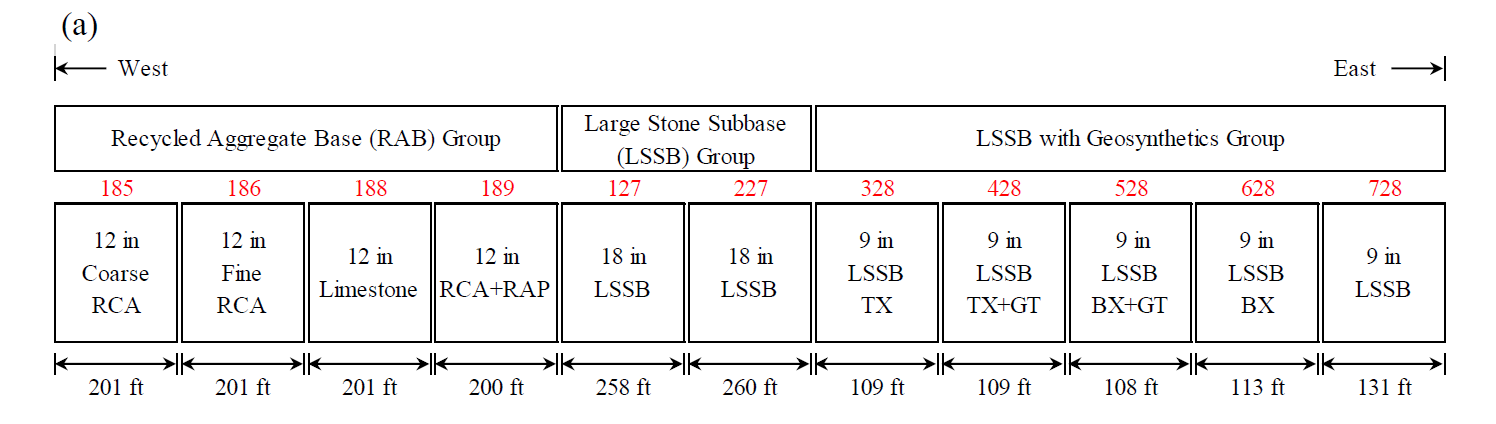 (a)
West
East
Recycled Aggregate Base (RAB) Group
Large Stone Subbase
(LSSB) Group
LSSB with Geosynthetics Group
185
186
188
189
127
227
328
428
528
628
728
12 in
Coarse
RCA
12 in
Fine
RCA
12 in
Limestone
12 in
RCA+RAP
18 in
LSSB
18 in
LSSB
9 in
LSSB
TX
9 in
LSSB
TX+GT
9 in
LSSB
BX+GT
9 in
LSSB
BX
9 in
LSSB
201 ft
201 ft
201 ft
200 ft
258 ft
260 ft
109 ft
109 ft
108 ft
113 ft
131 ft